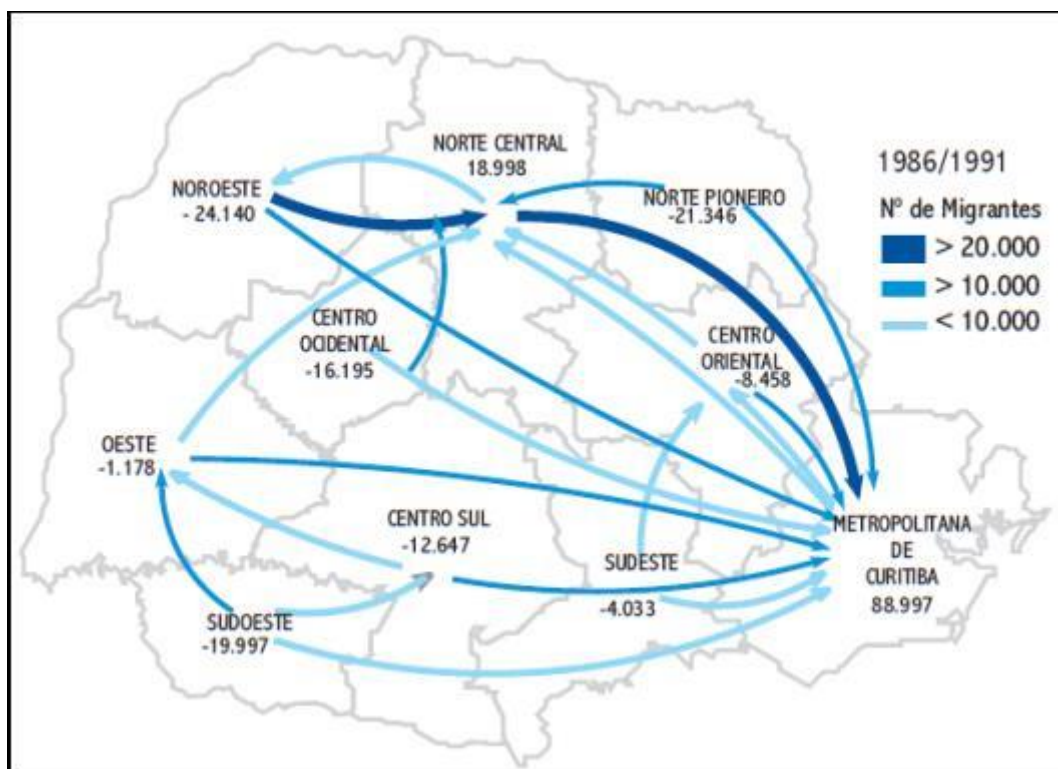 NORTE CENTRAL
18.998
NOROESTE
- 24.140
NORTE PIONEIRO
-21.346
1986/1991
Nº de Migrantes
> 20.000
> 10.000
< 10.000
CENTRO
OCIDENTAL
-16.195
CENTRO
ORIENTAL
-8.458
OESTE
-1.178
CENTRO SUL
-12.647
SUDESTE
-4.033
METROPOLITANA
DE
CURITIBA
88.997
SUDOESTE
-19.997